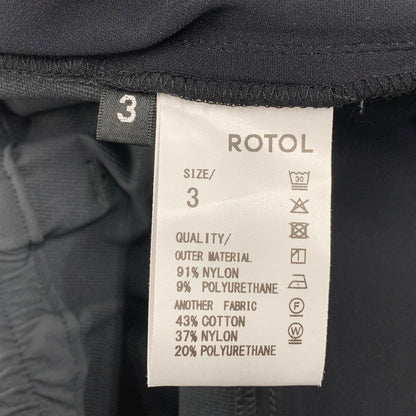 3
ROTOL
SIZE/
3
30
QUALITY/
OUTER MATERIAL
91% NYLON
9% POLYURETHANE
F
ANOTHER FABRIC
43% COTTON
W
37% NYLON
20% POLYURETHANE